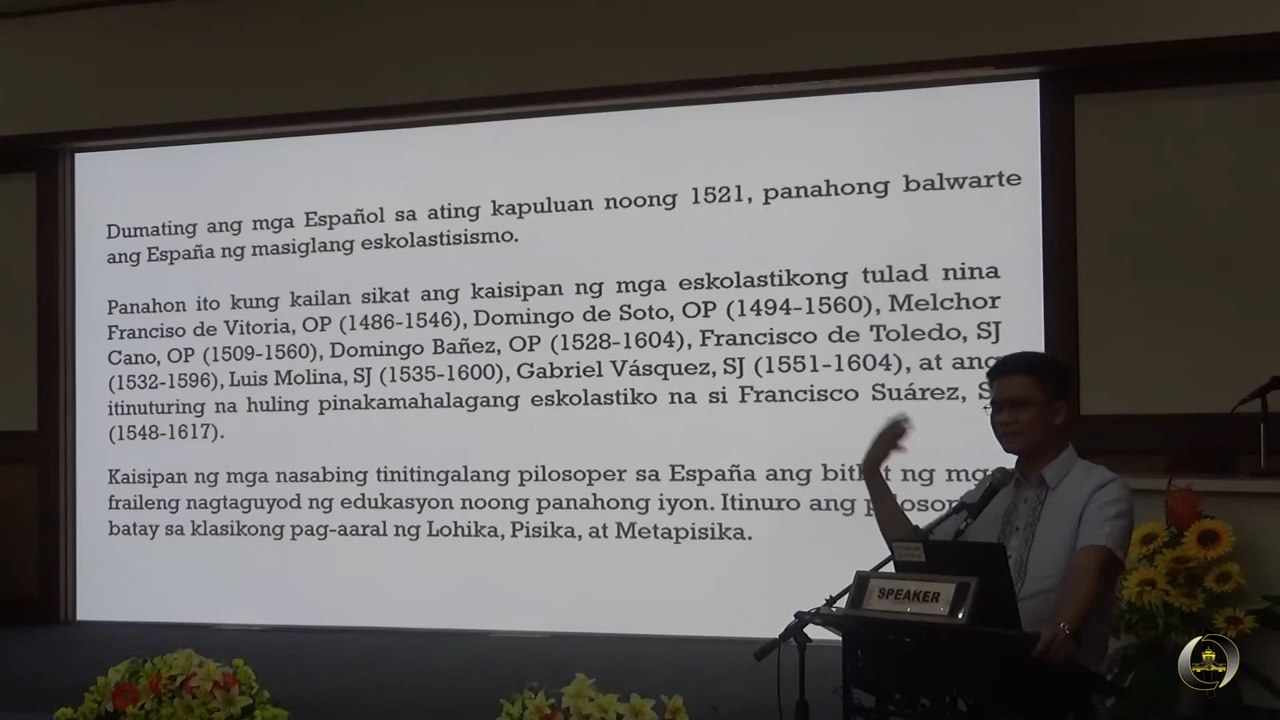 Dumating ang mga Español sa ating kapuluan noong 1521, panahong balwarte
ang España ng masiglang eskolastisismo.
Panahon ito kung kailan sikat ang kaisipan ng mga eskolastikong tulad nina
Franciso de Vitoria, OP (1486-1546), Domingo de Soto, OP (1494-1560), Melchor
Cano, OP (1509-1560), Domingo Bañez, OP (1528-1604), Francisco de Toledo, SJ
(1532-1596), Luis Molina, SJ (1535-1600), Gabriel Vásquez, SJ (1551-1604), at ang
itinuturing na huling pinakamahalagang eskolastiko na si Francisco Suárez,
(1548-1617).
Kaisipan ng mga nasabing tinitingalang pilosoper sa España ang ng
fraileng nagtaguyod ng edukasyon noong panahong iyon. Itinuro ang
batay sa klasikong pag-aaral ng Lohika, Pisika, at Metapisika.
SPEAKER